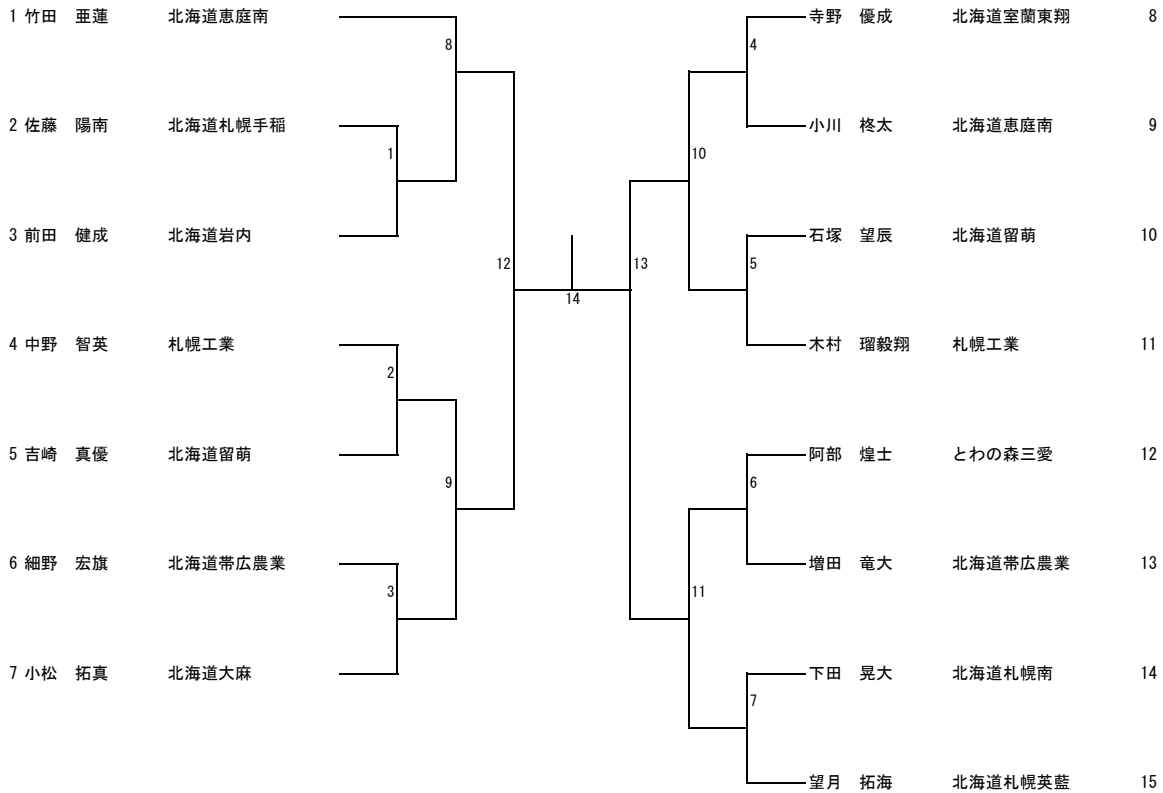 1 竹田 亜蓮 北海道恵庭南
8
2 佐藤 陽南 北海道札幌手稲
1
3 前田 健成 北海道岩内
12
4 中野 智英 札幌工業
2
5 吉崎 真優 北海道留萌
9
6 細野 宏旗 北海道帯広農業
3
7 小松 拓真 北海道大麻
14
寺野 優成 北海道室蘭東翔 8
4
小川 柊太 北海道恵庭南 9
10
石塚 望辰 北海道留萌 10
13
5
木村 瑠毅翔 札幌工業 11
阿部 煌士 とわの森三愛 12
6
増田 竜大 北海道帯広農業 13
11
下田 晃大 北海道札幌南 14
7
望月 拓海 北海道札幌英藍 15